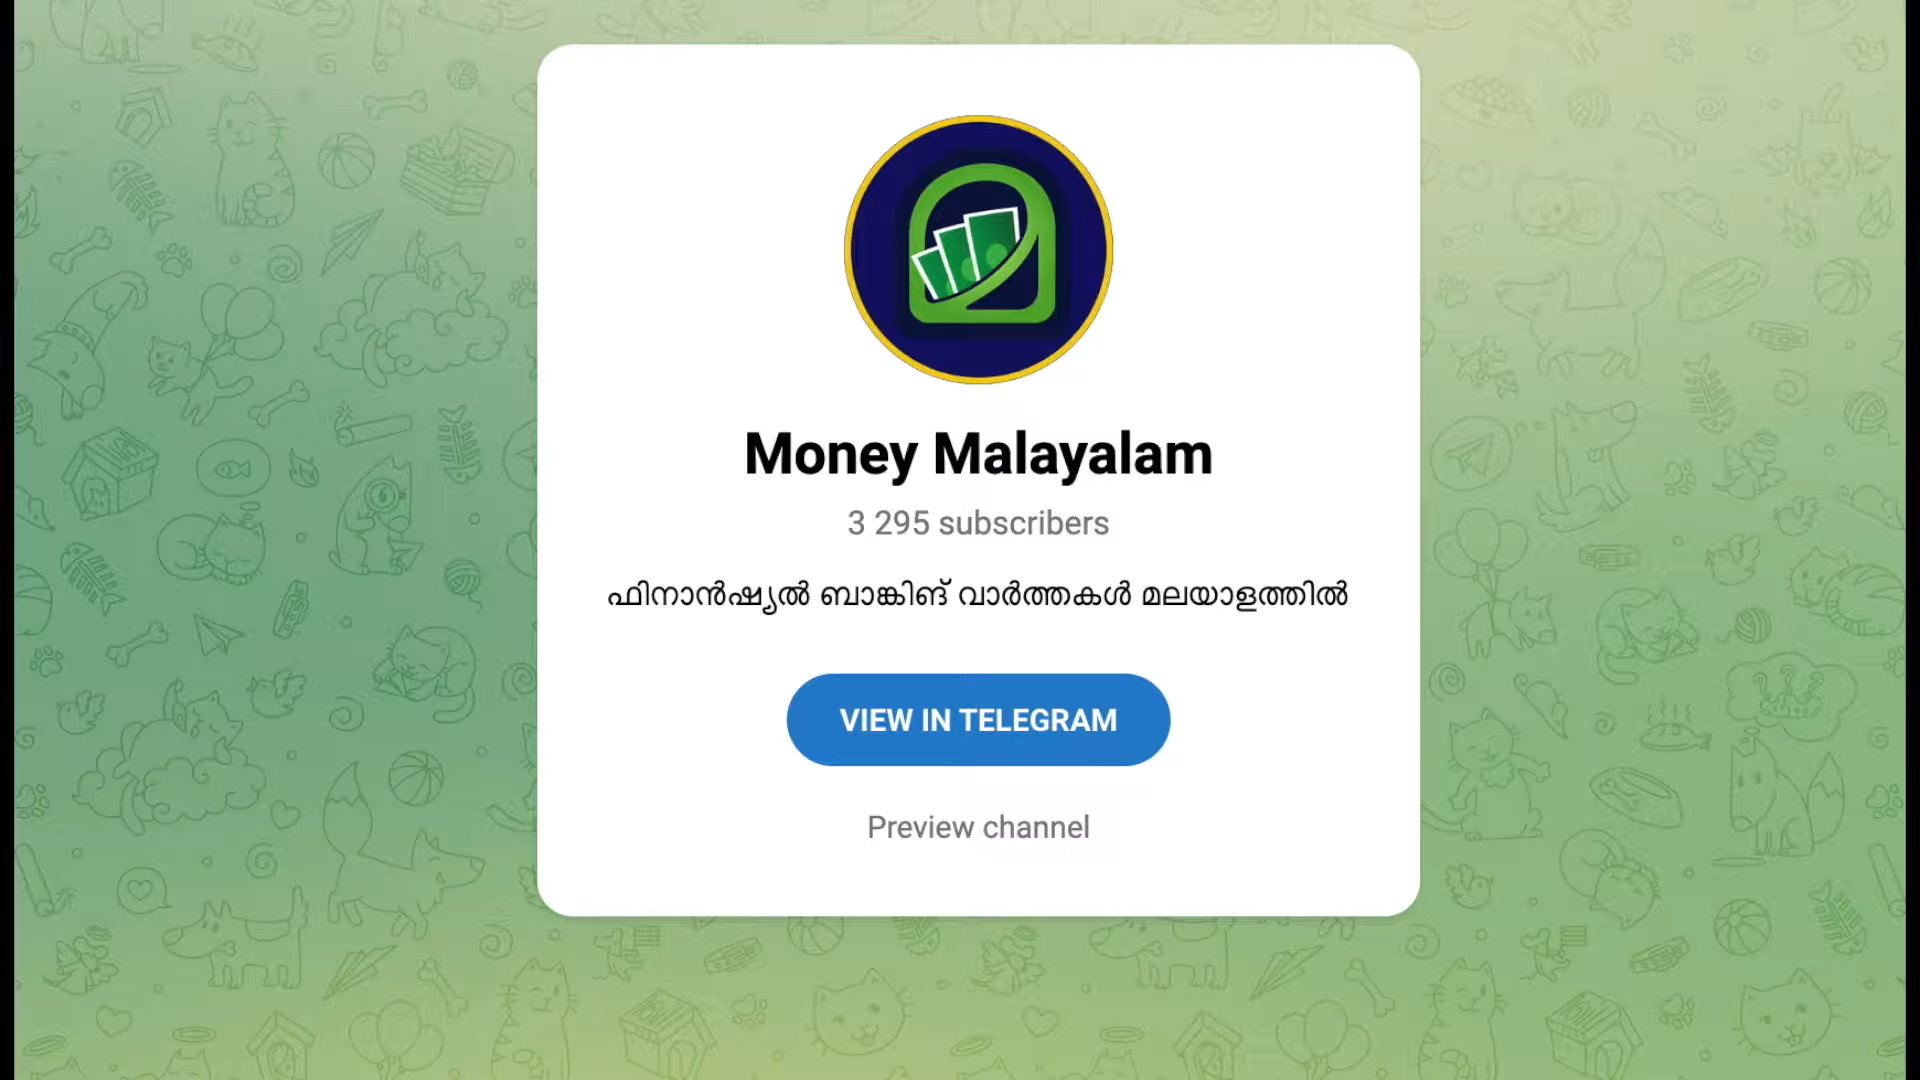 Money Malayalam
3 295 subscribers
ഫിനാൻഷ്യൽ ബാങ്കിങ് വാർത്തകൾ മലയാളത്തിൽ
VIEW IN TELEGRAM
Preview channel